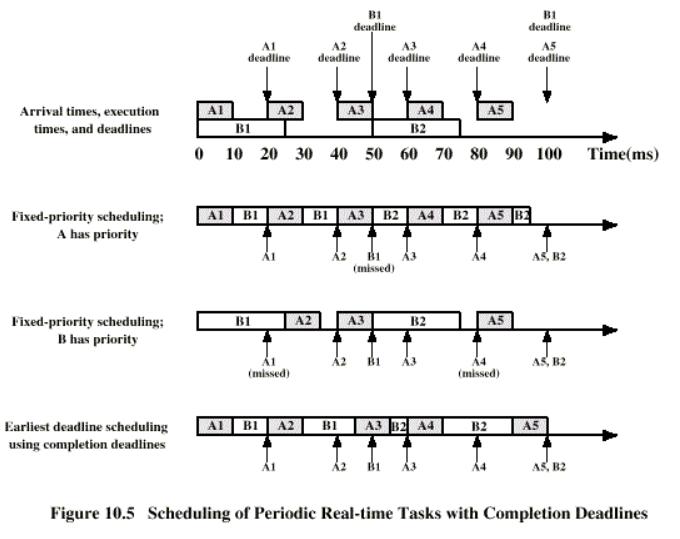 B1
deadline
B1
deadline
A1
deadline
A2
deadline
A3
deadline
A4
deadline
A5
deadline
Arrival times, execution
times, and deadlines
A1 A2 A3 A4 A5
B1 B2
0 10 20 30 40 50 60 70 80 90 100 Time(ms)
Fixed-priority scheduling;
A has priority
A1 B1 A2 B1 A3 B2 A4 B2 A5 B2
A1 A2 B1 A3 A4 A5, B2
(missed)
Fixed-priority scheduling;
B has priority
B1 A2 A3 B2 A5
A1 A2 B1 A3 A4 A5, B2
(missed) (missed)
Earliest deadline scheduling
using completion deadlines
A1 B1 A2 B1 A3 B2 A4 B2 A5
A1 A2 B1 A3 A4 A5, B2
Figure 10.5 Scheduling of Periodic Real-time Tasks with Completion Deadlines